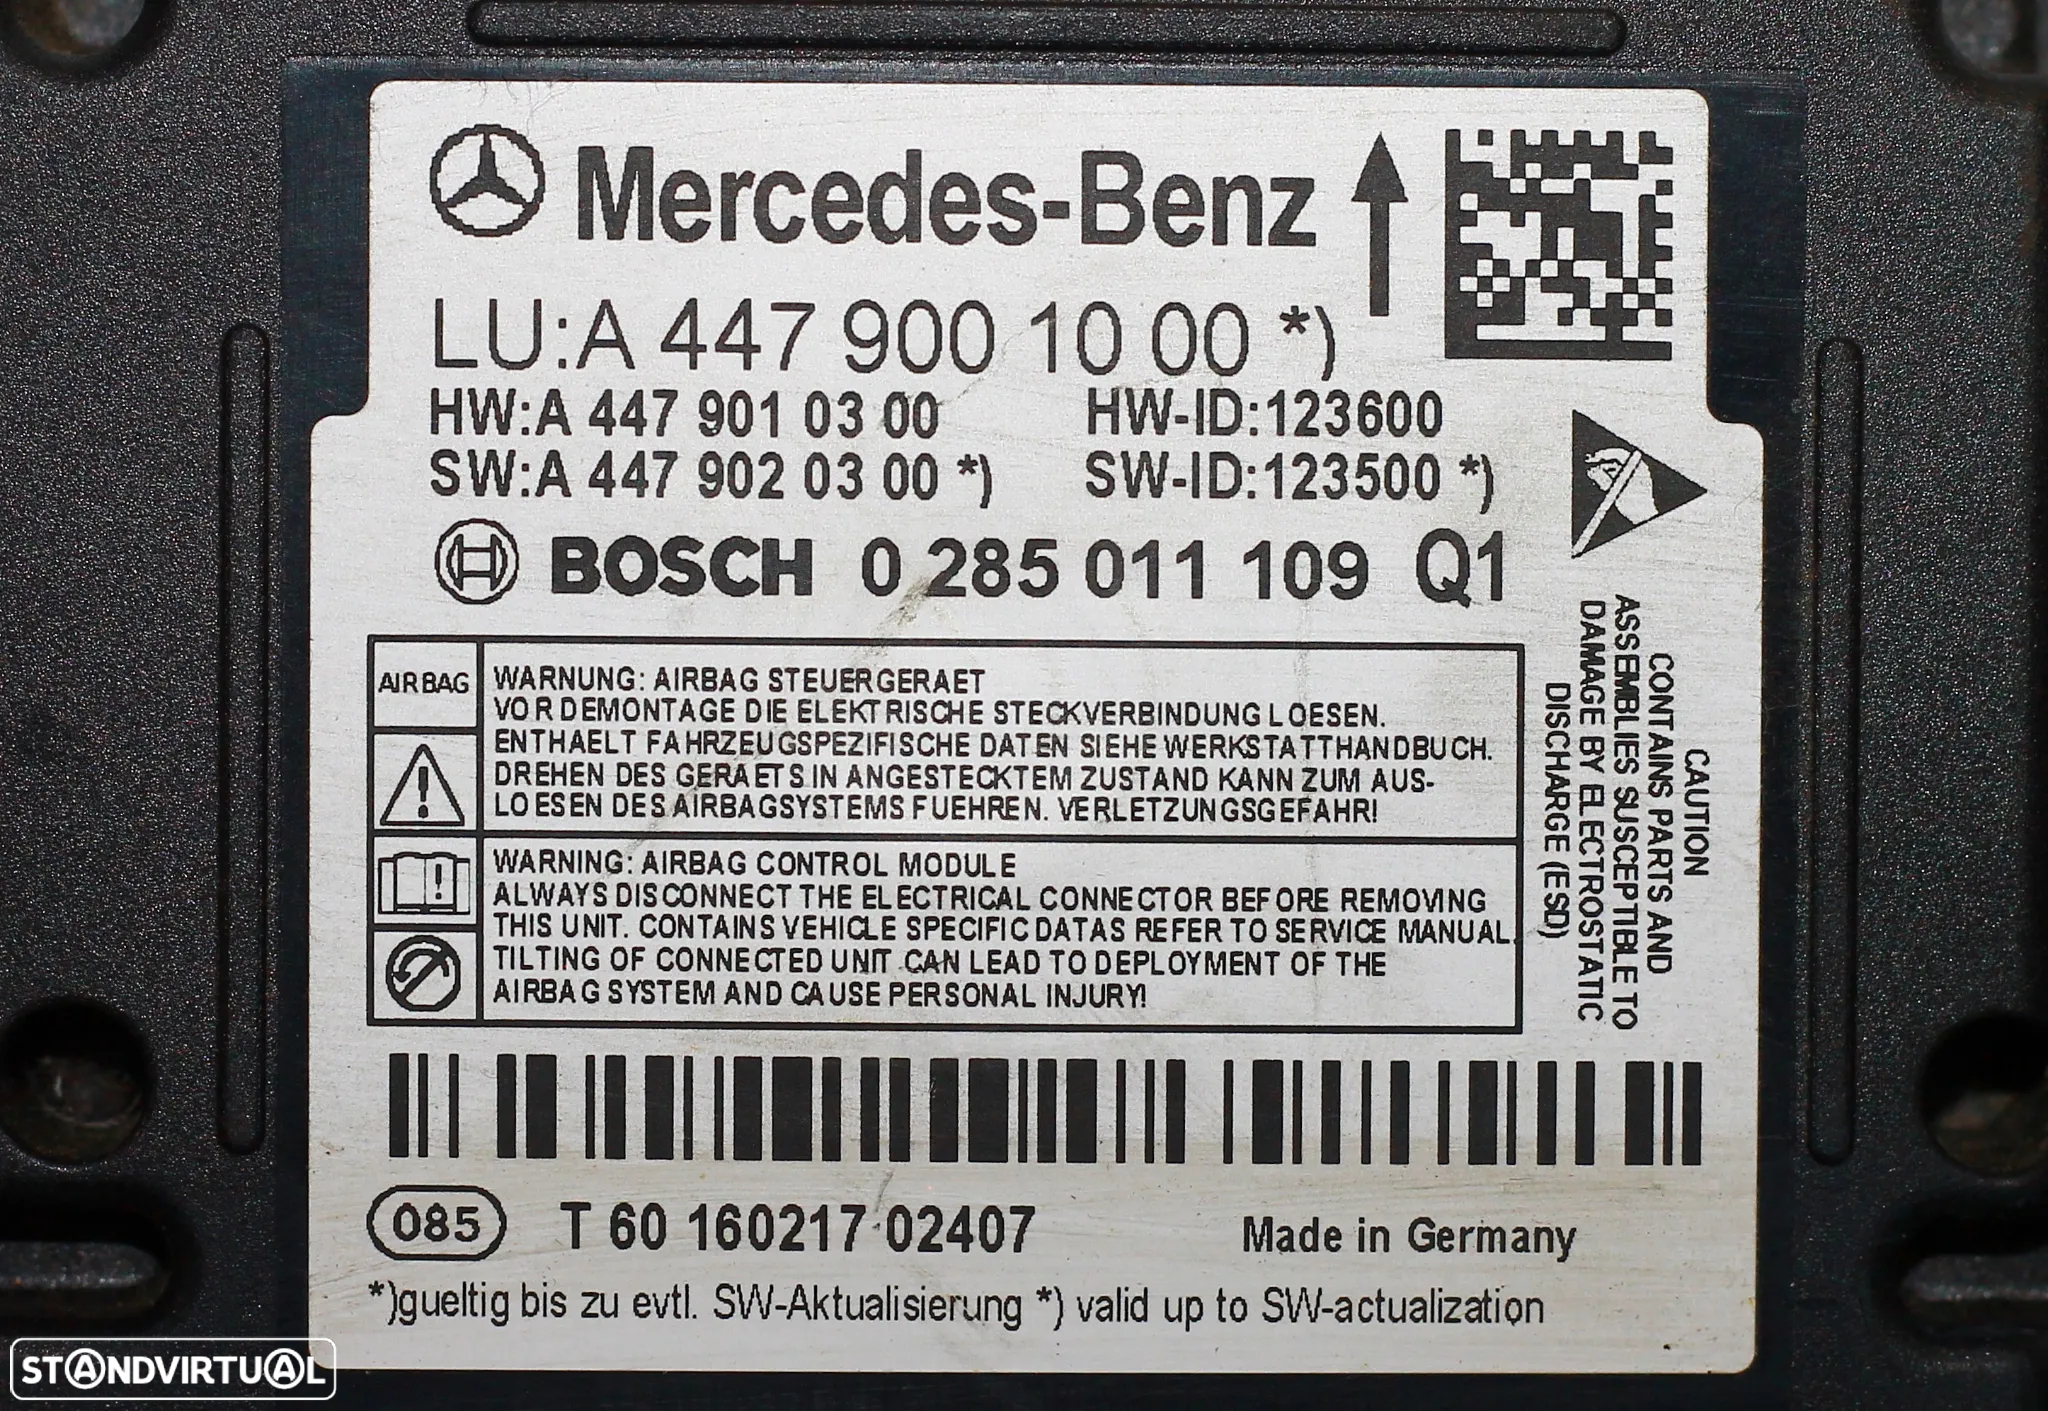 Mercedes-Benz
LU:A 447 900 10 00 *)
HW:A 447 901 03 00 HW-ID:123600
SW:A 447 902 03 00 *) SW-ID:123500 *)
BOSCH 0 285 011 109 Q1
AIRBAG
WARNUNG: AIRBAG STEUERGERAET
VOR DEMONTAGE DIE ELEKTRISCHE STECKVERBINDUNG LOESEN.
ENTHAELT FAHRZEUGSPEZIFISCHE DATEN SIEHE WERKSTATTHANDBUCH.
DREHEN DES GERAETS IN ANGESTECKTEM ZUSTAND KANN ZUM AUS-
LOESEN DES AIRBAGSYSTEMS FUEHREN. VERLETZUNGSGEFAHR!
WARNING: AIRBAG CONTROL MODULE
ALWAYS DISCONNECT THE ELECTRICAL CONNECTOR BEFORE REMOVING
THIS UNIT. CONTAINS VEHICLE SPECIFIC DATAS REFER TO SERVICE MANUAL.
TILTING OF CONNECTED UNIT CAN LEAD TO DEPLOYMENT OF THE
AIRBAG SYSTEM AND CAUSE PERSONAL INJURY!
CAUTION
CONTAINS PARTS AND
ASSEMBLIES SUSCEPTIBLE TO
DAMAGE BY ELECTROSTATIC
DISCHARGE (ESD)
085 T 60 160217 02407 Made in Germany
*)gueltig bis zu evtl. SW-Aktualisierung *) valid up to SW-actualization
STANDVIRTUAL